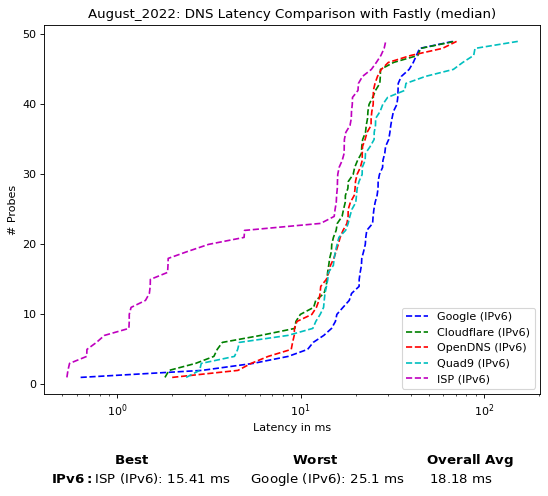 August_2022: DNS Latency Comparison with Fastly (median)
50
40
30
20
10
0
# Probes
Google (IPv6)
Cloudflare (IPv6)
OpenDNS (IPv6)
Quad9 (IPv6)
ISP (IPv6)
10⁰ 10¹ 10²
Latency in ms
Best Worst Overall Avg
IPv6: ISP (IPv6): 15.41 ms Google (IPv6): 25.1 ms 18.18 ms